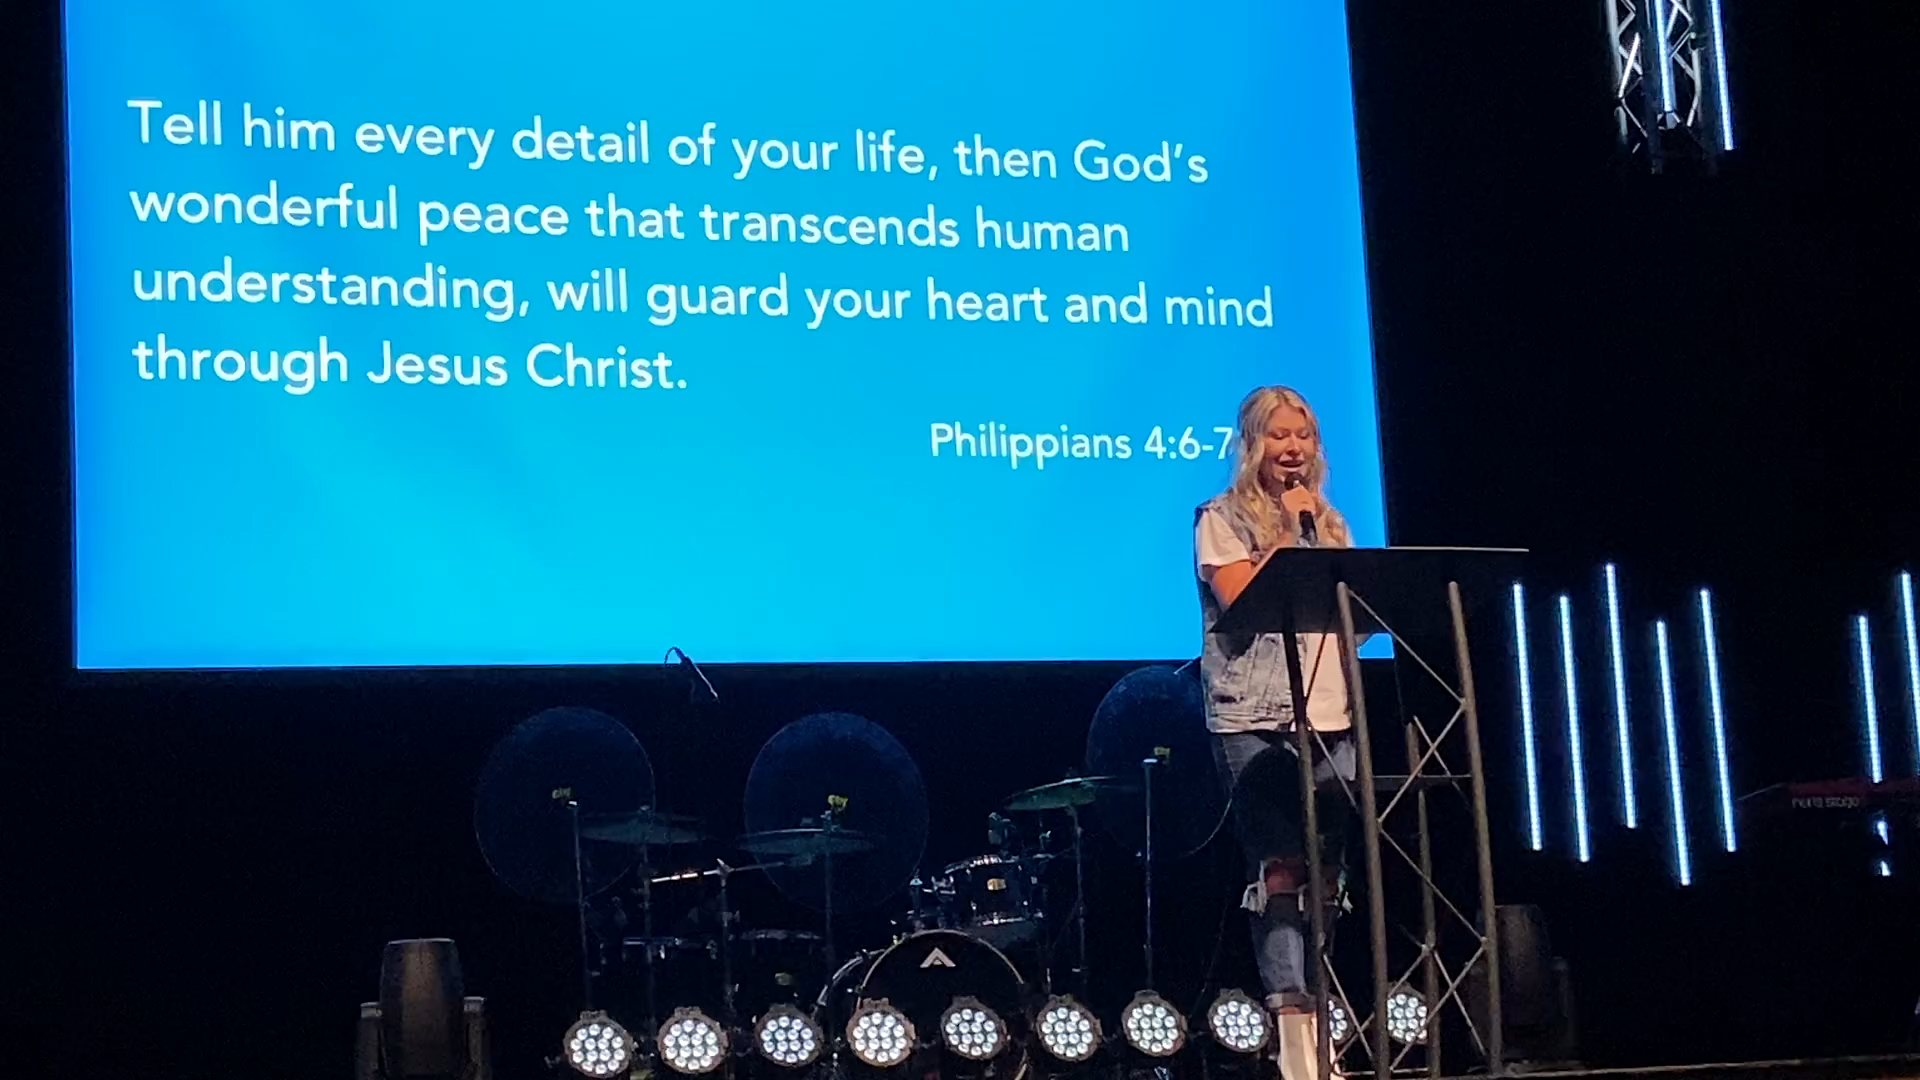 Tell him every detail of your life, then God's
wonderful peace that transcends human
understanding, will guard your heart and mind
through Jesus Christ.
Philippians 4:6-7